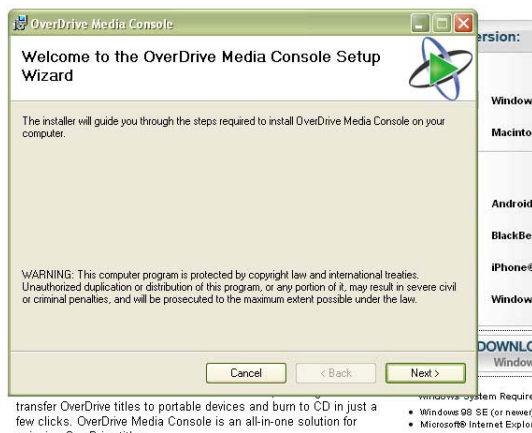 OverDrive Media Console
Welcome to the OverDrive Media Console Setup
Wizard
The installer will guide you through the steps required to install OverDrive Media Console on your
computer.
WARNING: This computer program is protected by copyright law and international treaties.
Unauthorized duplication or distribution of this program, or any portion of it, may result in severe civil
or criminal penalties, and will be prosecuted to the maximum extent possible under the law.
Cancel
< Back
Next >
ersion:
Window
Macinto
Android
BlackBe
iPhone®
Window
DOWNLO
Window
Windows System Require
• Windows 98 SE (or newe
• Microsoft® Internet Explor
transfer OverDrive titles to portable devices and burn to CD in just a
few clicks. OverDrive Media Console is an all-in-one solution for